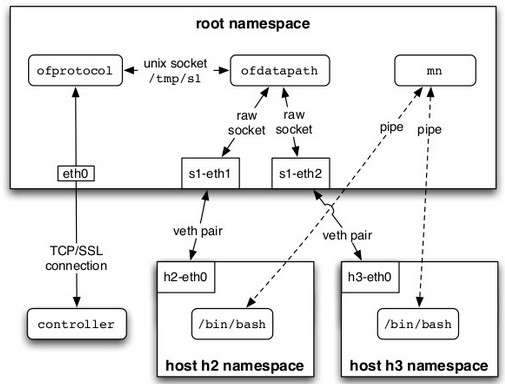 root namespace
ofprotocol
unix socket
/tmp/s1
ofdatapath
mn
raw
socket
raw
socket
pipe
pipe
eth0
s1-eth1
s1-eth2
TCP/SSL
connection
veth pair
veth pair
h2-eth0
h3-eth0
controller
/bin/bash
/bin/bash
host h2 namespace
host h3 namespace